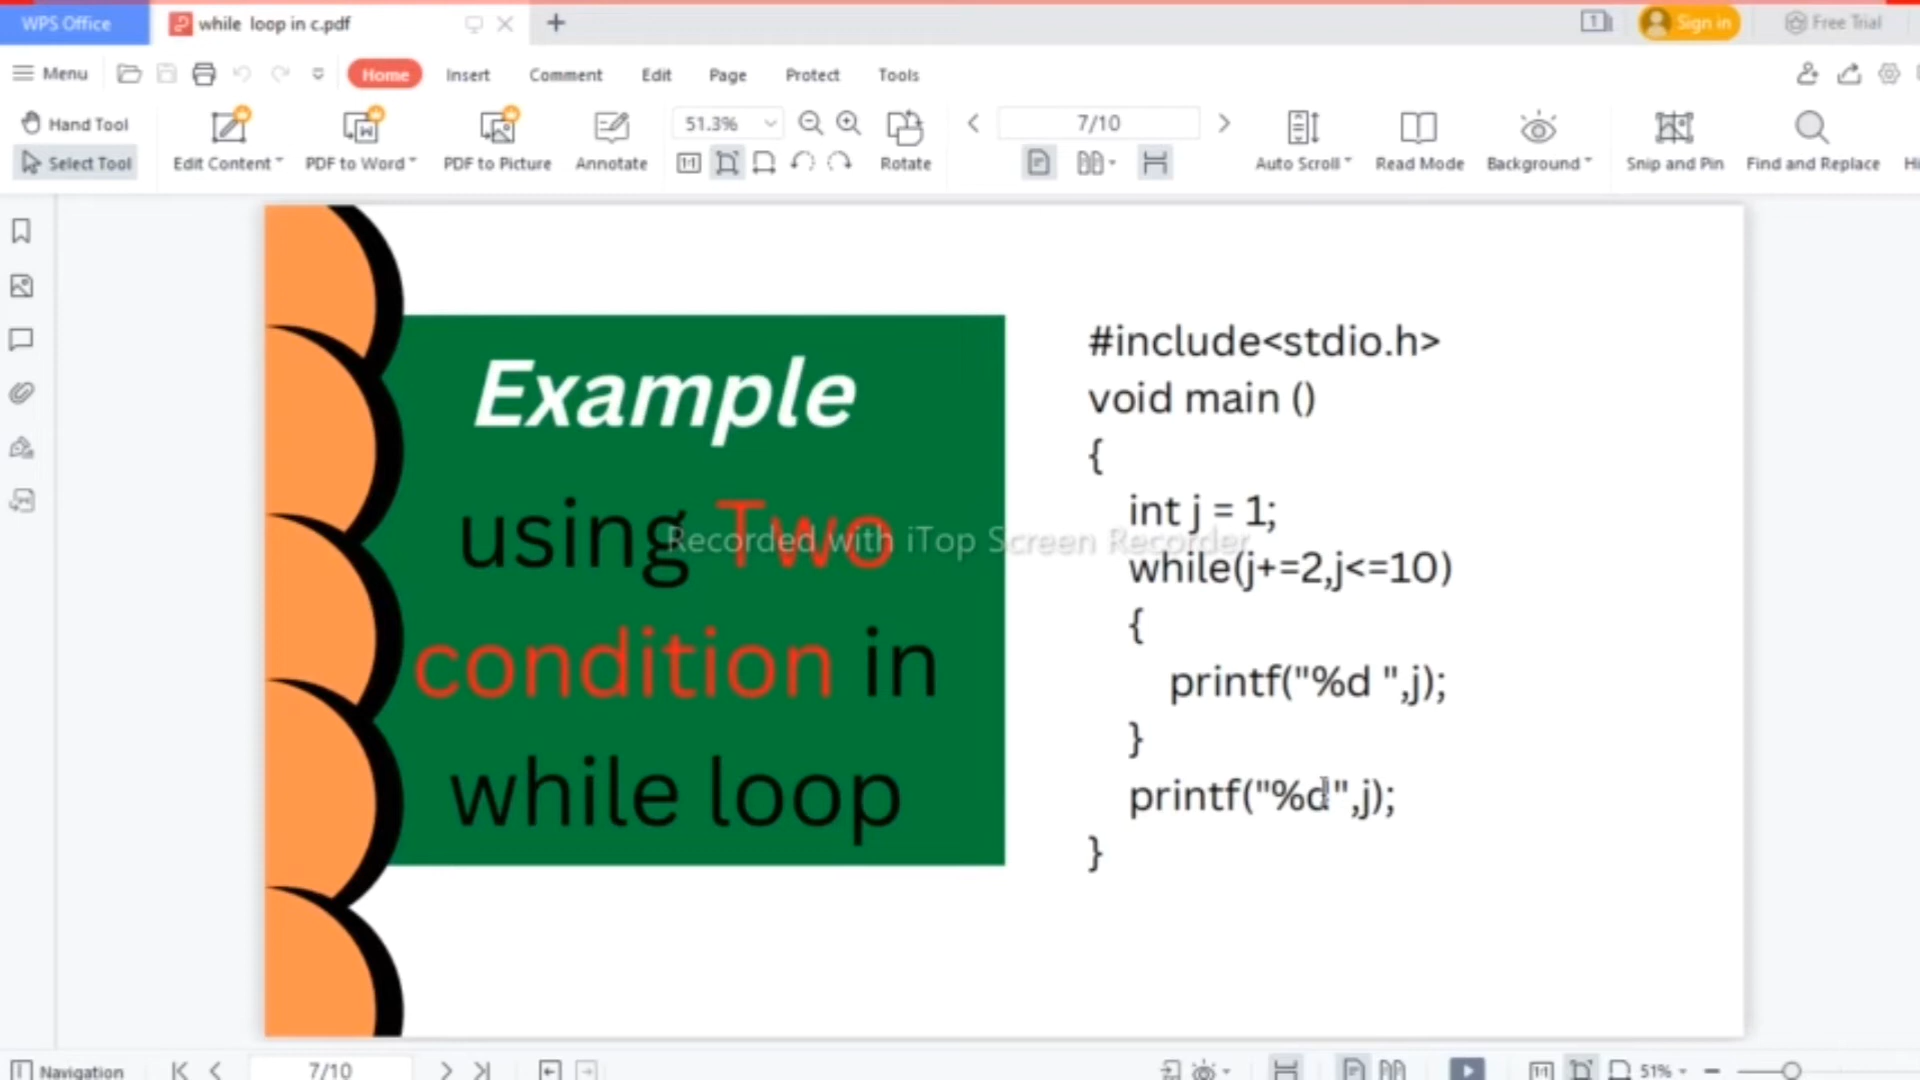 WPS Office
while loop in c.pdf
1
Sign in
Free Trial
Menu
Home
Insert
Comment
Edit
Page
Protect
Tools
Hand Tool
Select Tool
Edit Content
PDF to Word
PDF to Picture
Annotate
51.3%
Rotate
7/10
Auto Scroll
Read Mode
Background
Snip and Pin
Find and Replace
Example
using Two
condition in
while loop
Recorded with iTop Screen Recorder
#include<stdio.h>
void main ()
{
int j = 1;
while(j+=2,j<=10)
{
printf("%d ",j);
}
printf("%d",j);
}
Navigation
7/10
51%